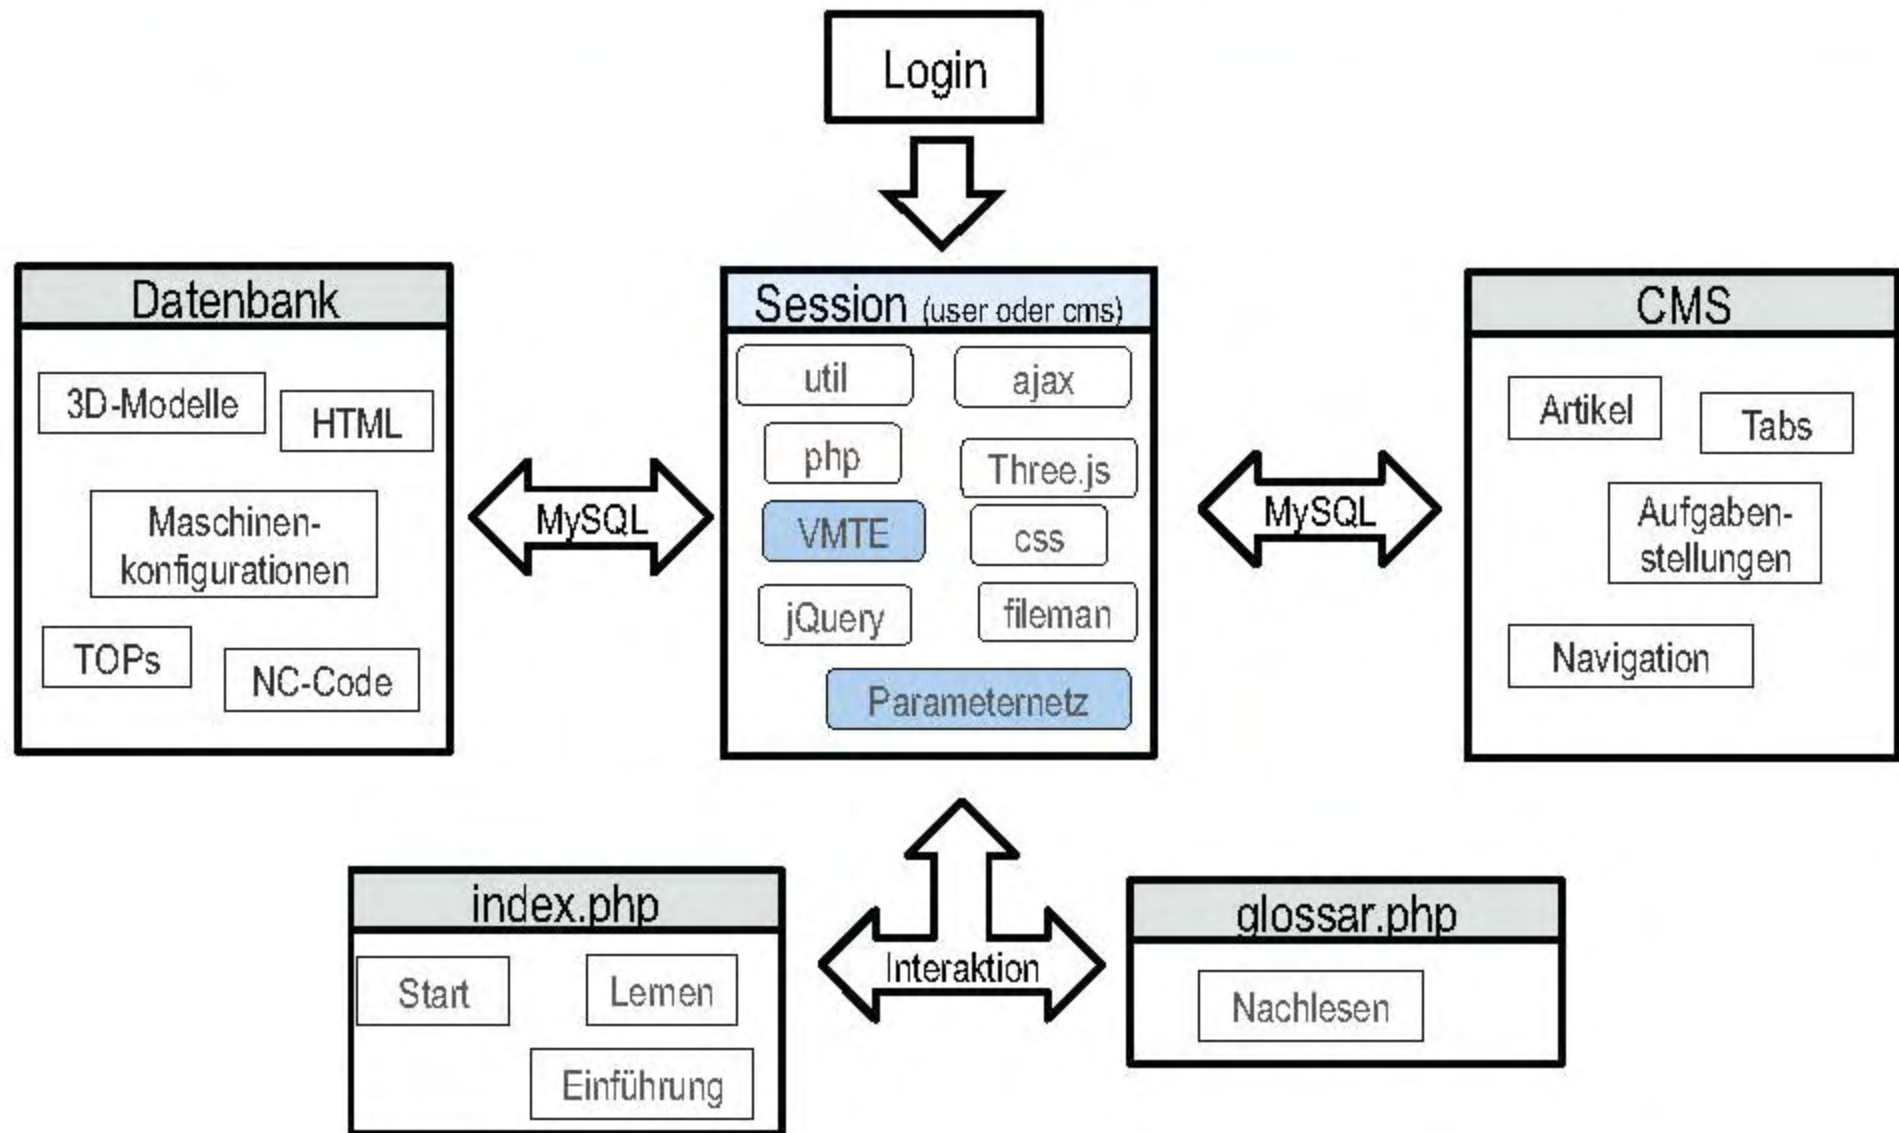 Login
Datenbank
3D-Modelle
HTML
Maschinen-
konfigurationen
TOPs
NC-Code
MySQL
Session (user oder cms)
util
ajax
php
Three.js
VMTE
css
jQuery
fileman
Parameternetz
MySQL
CMS
Artikel
Tabs
Aufgaben-
stellungen
Navigation
index.php
Start
Lernen
Einführung
Interaktion
glossar.php
Nachlesen